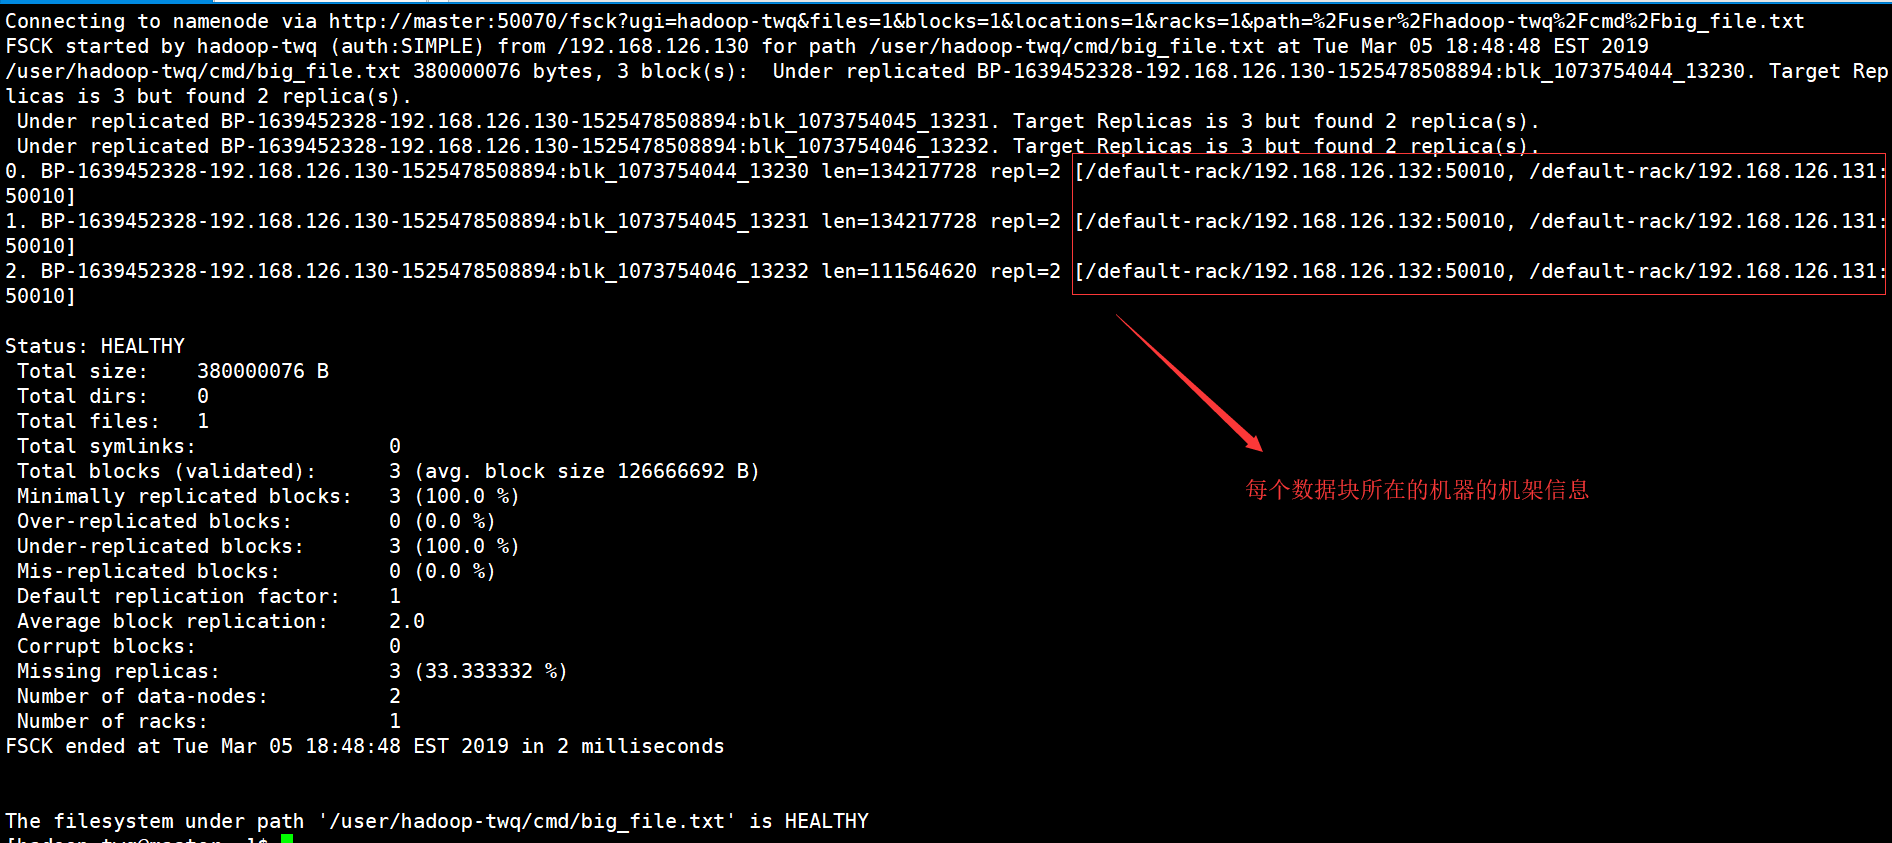 Connecting to namenode via http://master:50070/fsck?ugi=hadoop-twq&files=1&blocks=1&locations=1&racks=1&path=%2Fuser%2Fhadoop-twq%2Fcmd%2Fbig_file.txt
FSCK started by hadoop-twq (auth:SIMPLE) from /192.168.126.130 for path /user/hadoop-twq/cmd/big_file.txt at Tue Mar 05 18:48:48 EST 2019
/user/hadoop-twq/cmd/big_file.txt 380000076 bytes, 3 block(s):  Under replicated BP-1639452328-192.168.126.130-1525478508894:blk_1073754044_13230. Target Rep
licas is 3 but found 2 replica(s).
 Under replicated BP-1639452328-192.168.126.130-1525478508894:blk_1073754045_13231. Target Replicas is 3 but found 2 replica(s).
 Under replicated BP-1639452328-192.168.126.130-1525478508894:blk_1073754046_13232. Target Replicas is 3 but found 2 replica(s).
0. BP-1639452328-192.168.126.130-1525478508894:blk_1073754044_13230 len=134217728 repl=2 [/default-rack/192.168.126.132:50010, /default-rack/192.168.126.131:
50010]
1. BP-1639452328-192.168.126.130-1525478508894:blk_1073754045_13231 len=134217728 repl=2 [/default-rack/192.168.126.132:50010, /default-rack/192.168.126.131:
50010]
2. BP-1639452328-192.168.126.130-1525478508894:blk_1073754046_13232 len=111564620 repl=2 [/default-rack/192.168.126.132:50010, /default-rack/192.168.126.131:
50010]
Status: HEALTHY
 Total size:    380000076 B
 Total dirs:    0
 Total files:   1
 Total symlinks:                0
 Total blocks (validated):      3 (avg. block size 126666692 B)
每个数据块所在的机器的机架信息
 Minimally replicated blocks:   3 (100.0 %)
 Over-replicated blocks:        0 (0.0 %)
 Under-replicated blocks:       3 (100.0 %)
 Mis-replicated blocks:         0 (0.0 %)
 Default replication factor:    1
 Average block replication:     2.0
 Corrupt blocks:                0
 Missing replicas:              3 (33.333332 %)
 Number of data-nodes:          2
 Number of racks:               1
FSCK ended at Tue Mar 05 18:48:48 EST 2019 in 2 milliseconds
The filesystem under path '/user/hadoop-twq/cmd/big_file.txt' is HEALTHY